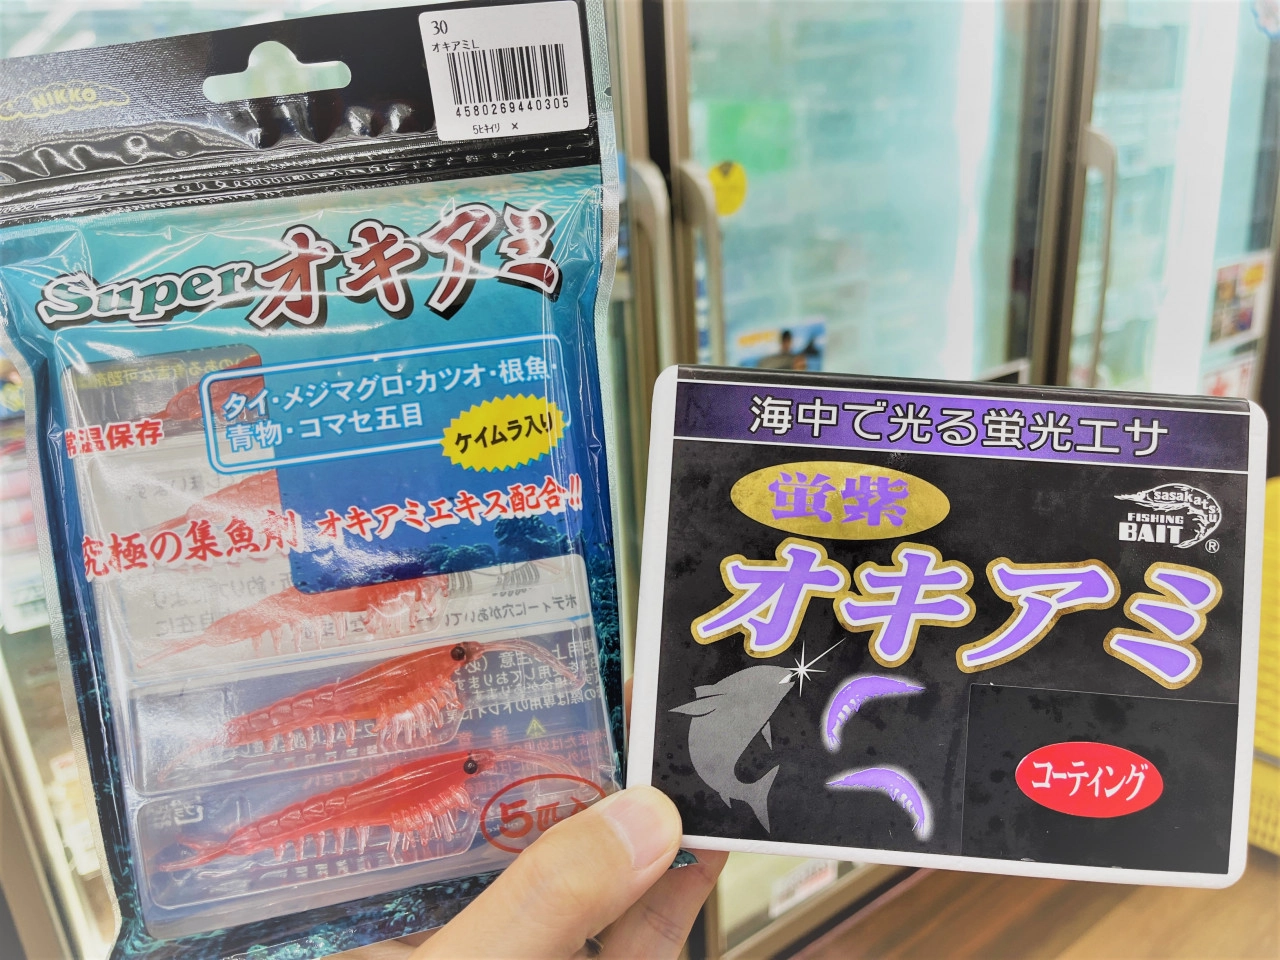 NIKKO
30
オキアミL
4580269440305
5ﾋｷｲﾘ ×
Superオキアミ
タイ・メジマグロ・カツオ・根魚・
青物・コマセ五目
ケイムラ入り
常温保存
究極の集魚剤 オキアミエキス配合!!
5匹入
海中で光る蛍光エサ
蛍紫
sasakatsu
FISHING
BAIT
®
オキアミ
コーティング